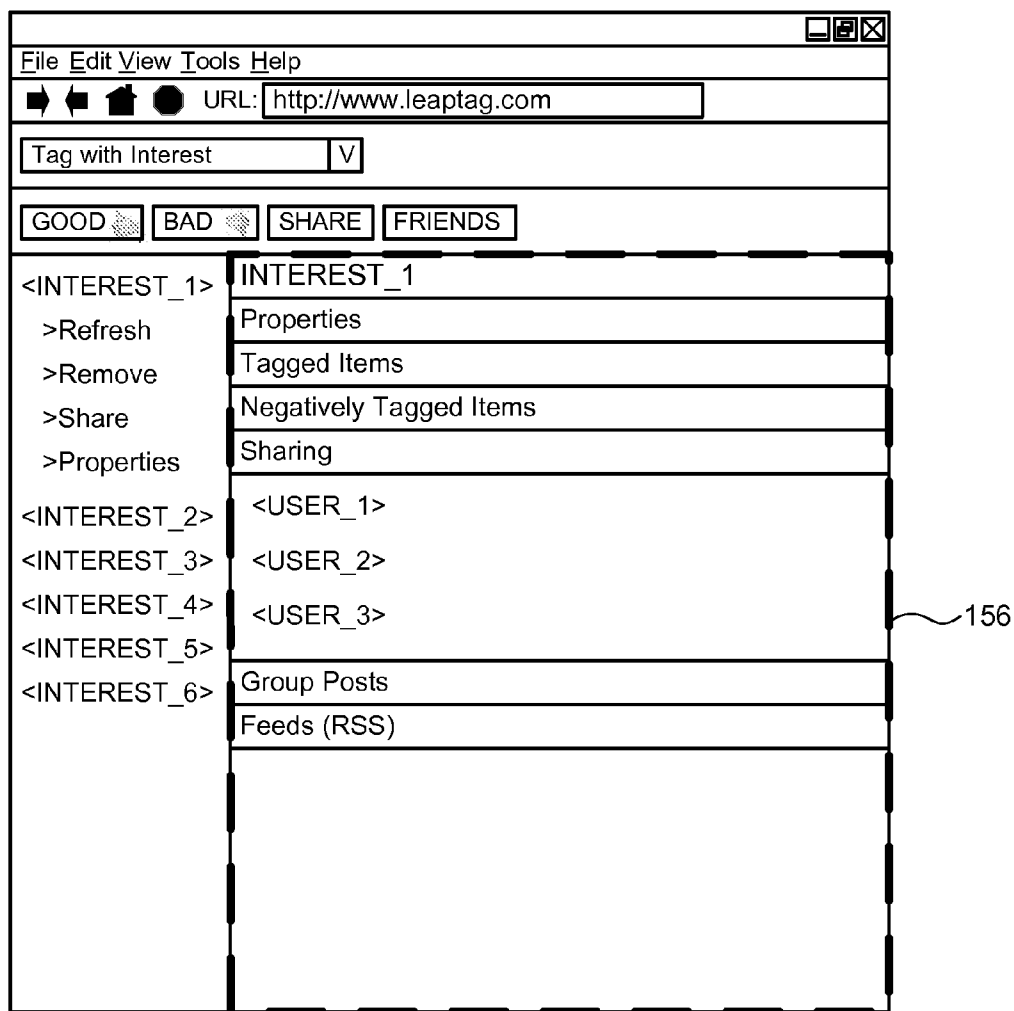 File Edit View Tools Help
URL: http://www.leaptag.com
Tag with Interest V
GOOD BAD SHARE FRIENDS
<INTEREST_1>
>Refresh
>Remove
>Share
>Properties
<INTEREST_2>
<INTEREST_3>
<INTEREST_4>
<INTEREST_5>
<INTEREST_6>
INTEREST_1
Properties
Tagged Items
Negatively Tagged Items
Sharing
<USER_1>
<USER_2>
<USER_3>
Group Posts
Feeds (RSS)
156